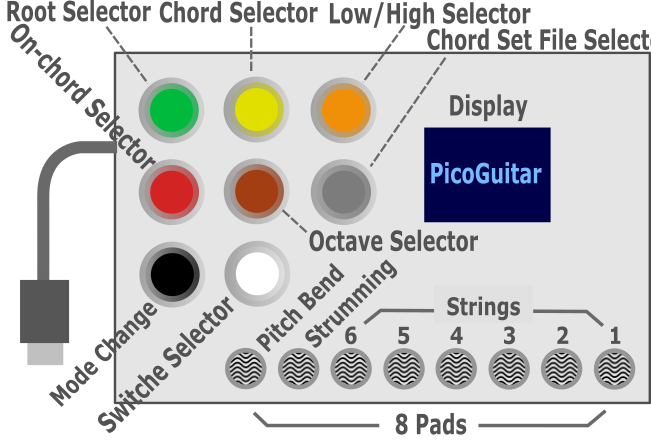 Root Selector
Chord Selector
Low/High Selector
Chord Set File Select
On-chord Selector
Display
PicoGuitar
Octave Selector
Mode Change
Switche Selector
Pitch Bend
Strumming
Strings
6 5 4 3 2 1
8 Pads